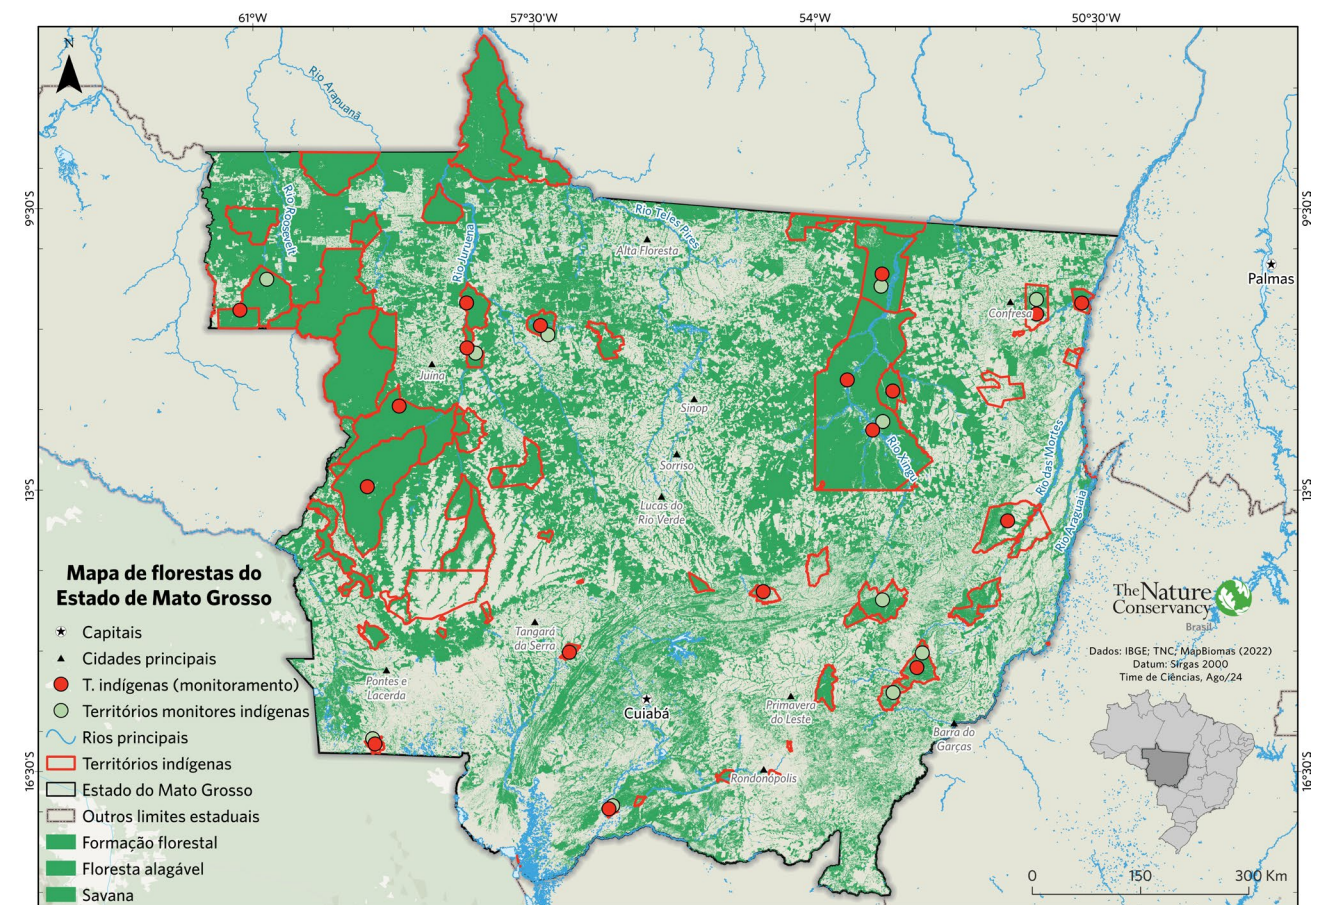 61°W
57°30'W
54°W
50°30'W
N
Rio Arapuanã
9°30'S
9°30'S
Rio Roosevelt
Rio Juruena
Rio Teles Pires
Alta Floresta
Palmas
Confresa
Juína
Sinop
Rio Xingu
Rio das Mortes
Sorriso
13°S
13°S
Lucas do
Rio Verde
Rio Araguaia
Mapa de florestas do
Estado de Mato Grosso
Capitais
Cidades principais
T. indígenas (monitoramento)
Territórios monitores indígenas
Rios principais
Territórios indígenas
Estado do Mato Grosso
Outros limites estaduais
Formação florestal
Floresta alagável
Savana
Tangará
da Serra
Pontes e
Lacerda
Cuiabá
Primavera
do Leste
Barra do
Garças
Rondonópolis
16°30'S
16°30'S
The Nature
Conservancy
Brasil
Dados: IBGE; TNC, MapBiomas (2022)
Datum: Sirgas 2000
Time de Ciências, Ago/24
0 150 300 Km